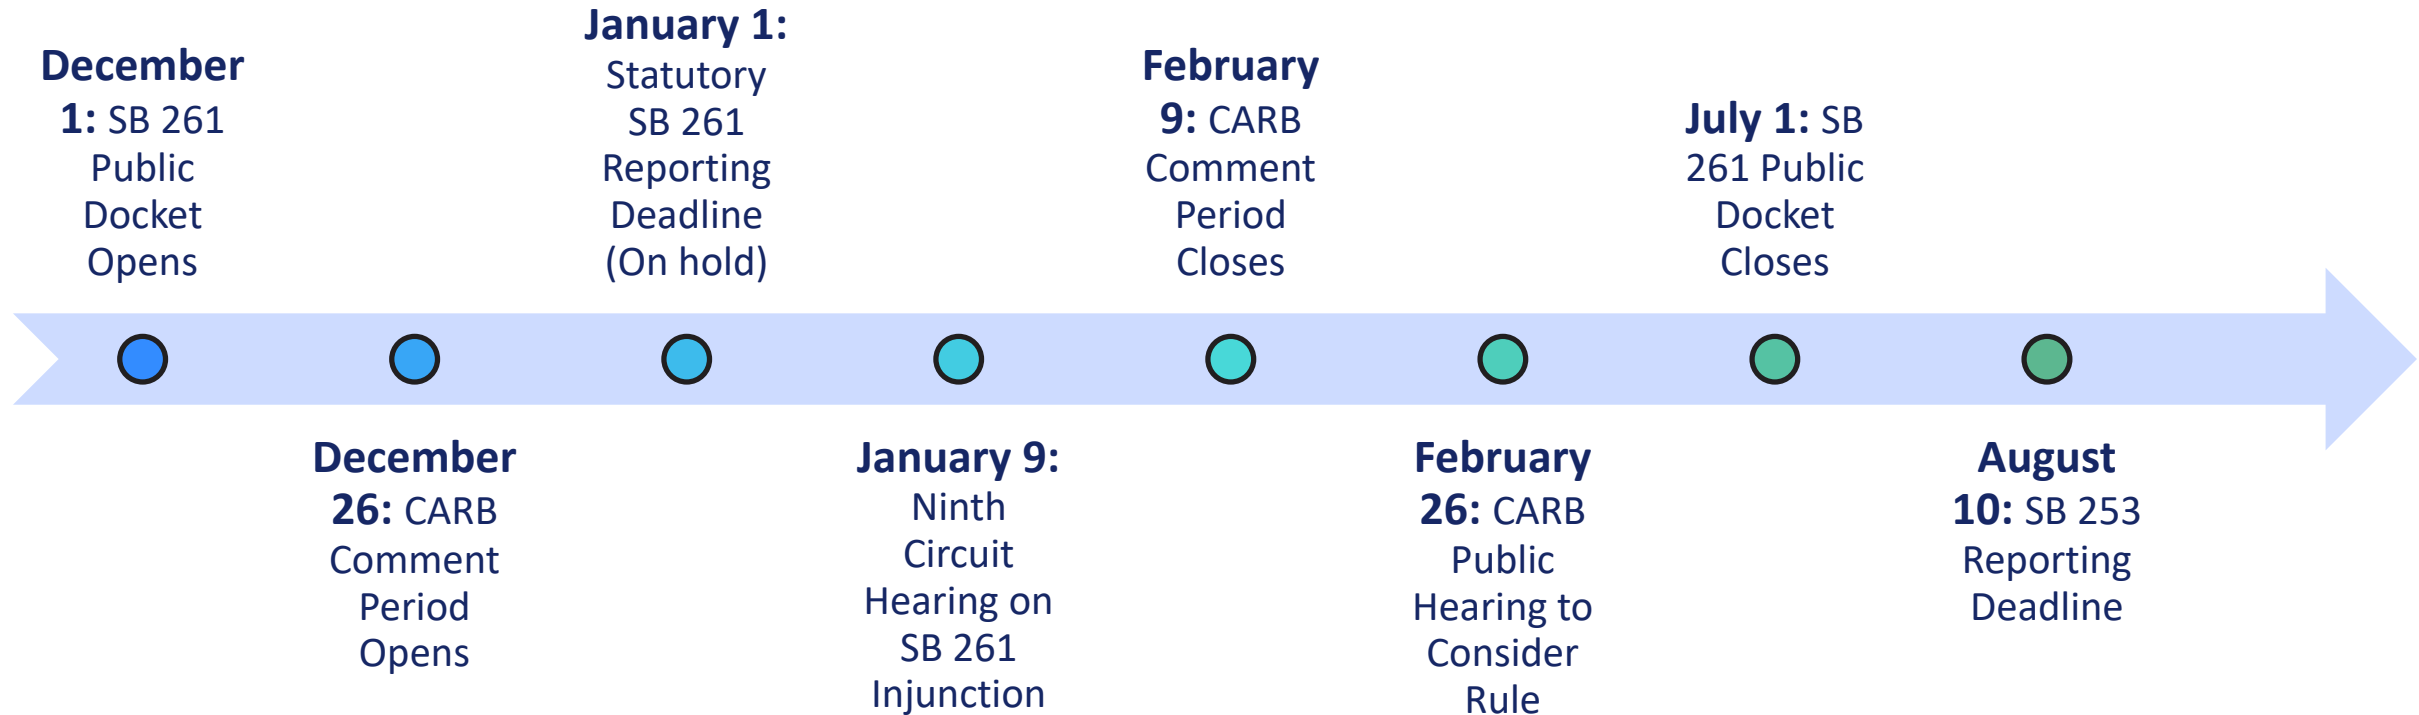 December
1: SB 261
Public
Docket
Opens
December
26: CARB
Comment
Period
Opens
January 1:
Statutory
SB 261
Reporting
Deadline
(On hold)
January 9:
Ninth
Circuit
Hearing on
SB 261
Injunction
February
9: CARB
Comment
Period
Closes
February
26: CARB
Public
Hearing to
Consider
Rule
July 1: SB
261 Public
Docket
Closes
August
10: SB 253
Reporting
Deadline